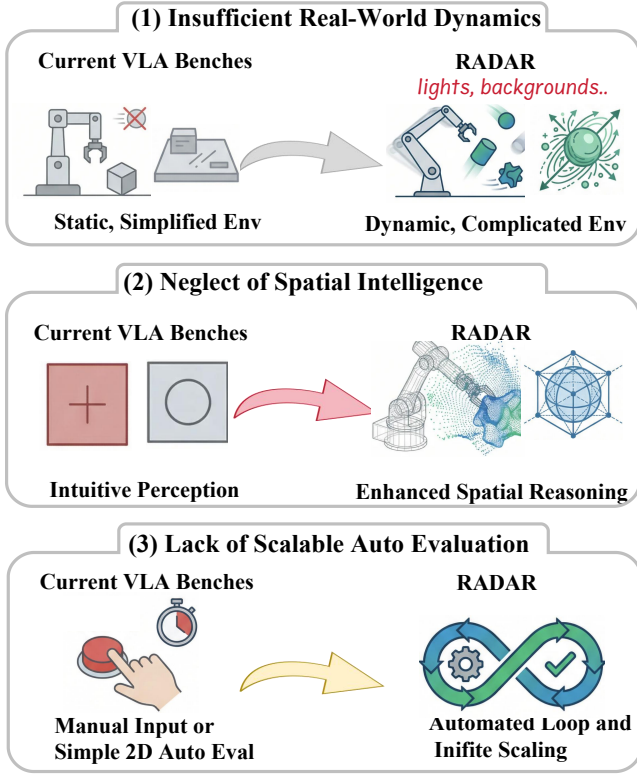 (1) Insufficient Real-World Dynamics
Current VLA Benches
RADAR
lights, backgrounds..
Static, Simplified Env
Dynamic, Complicated Env
(2) Neglect of Spatial Intelligence
Current VLA Benches
RADAR
Intuitive Perception
Enhanced Spatial Reasoning
(3) Lack of Scalable Auto Evaluation
Current VLA Benches
RADAR
Manual Input or
Simple 2D Auto Eval
Automated Loop and
Inifite Scaling